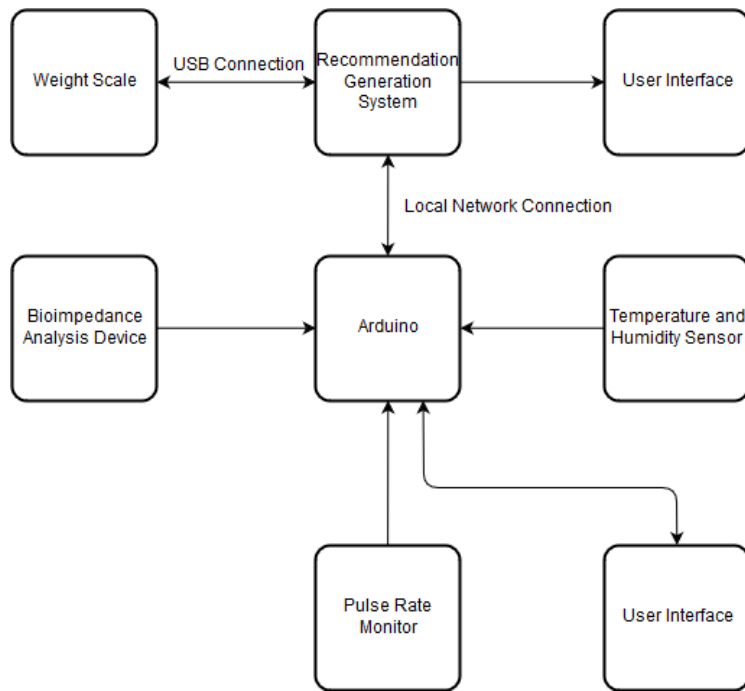 Weight Scale
USB Connection
Recommendation
Generation
System
User Interface
Local Network Connection
Bioimpedance
Analysis Device
Arduino
Temperature and
Humidity Sensor
Pulse Rate
Monitor
User Interface